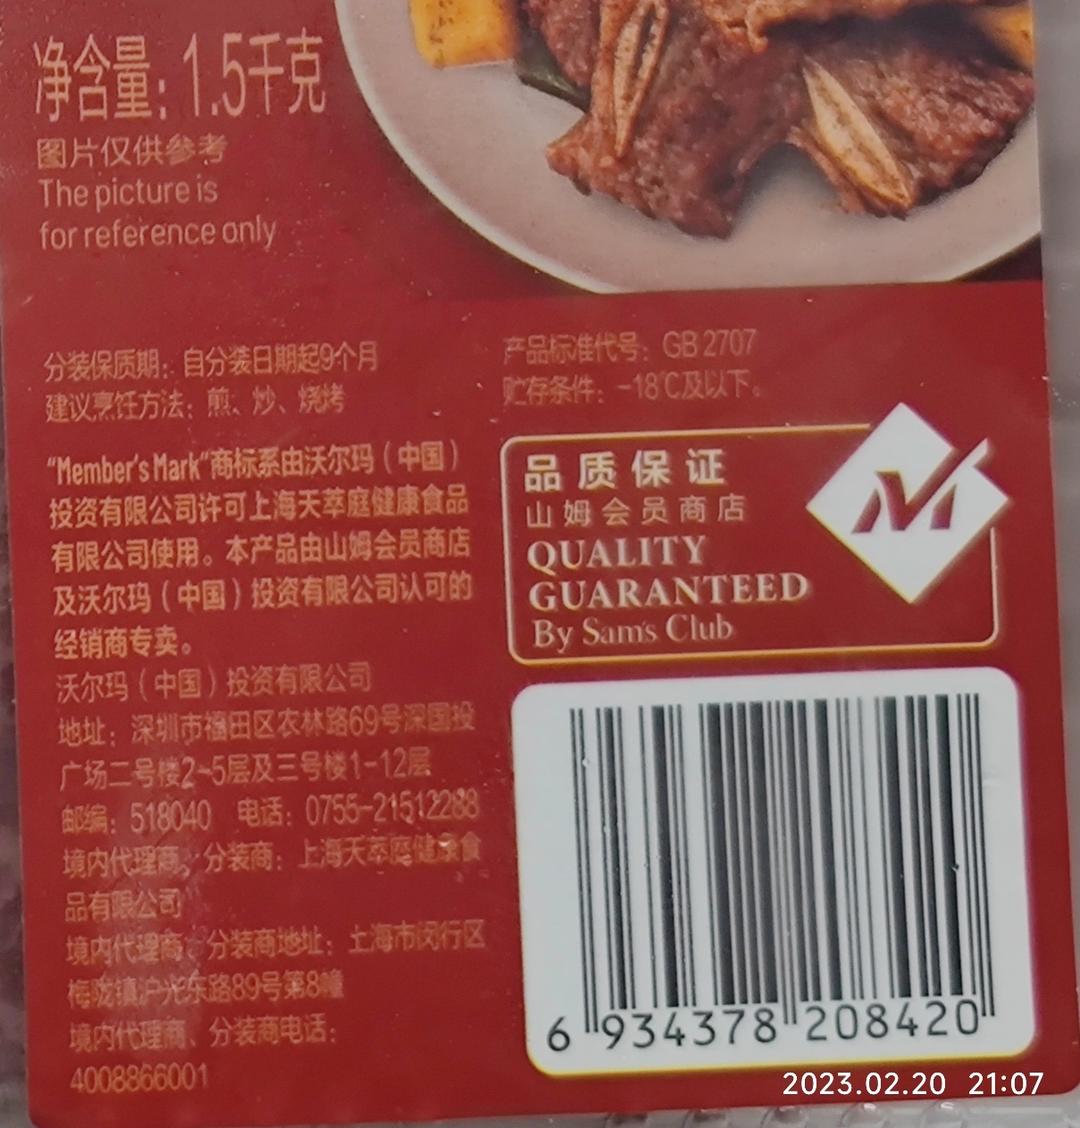 净含量：1.5千克
图片仅供参考
The picture is
for reference only
分装保质期：自分装日期起9个月
建议烹饪方法：煎、炒、烧烤
产品标准代号：GB 2707
贮存条件：-18℃及以下。
“Member's Mark”商标系由沃尔玛（中国）
投资有限公司许可上海天萃庭健康食品
有限公司使用。本产品由山姆会员商店
及沃尔玛（中国）投资有限公司认可的
经销商专卖。
沃尔玛（中国）投资有限公司
地址：深圳市福田区农林路69号深国投
广场二号楼2-5层及三号楼1-12层
邮编：518040 电话：0755-21512288
境内代理商、分装商：上海天萃庭健康食
品有限公司
境内代理商、分装商地址：上海市闵行区
梅陇镇沪光东路89号第8幢
境内代理商、分装商电话：
4008866001
品质保证
山姆会员商店
QUALITY
GUARANTEED
By Sam's Club
6 934378 208420
2023.02.20 21:07